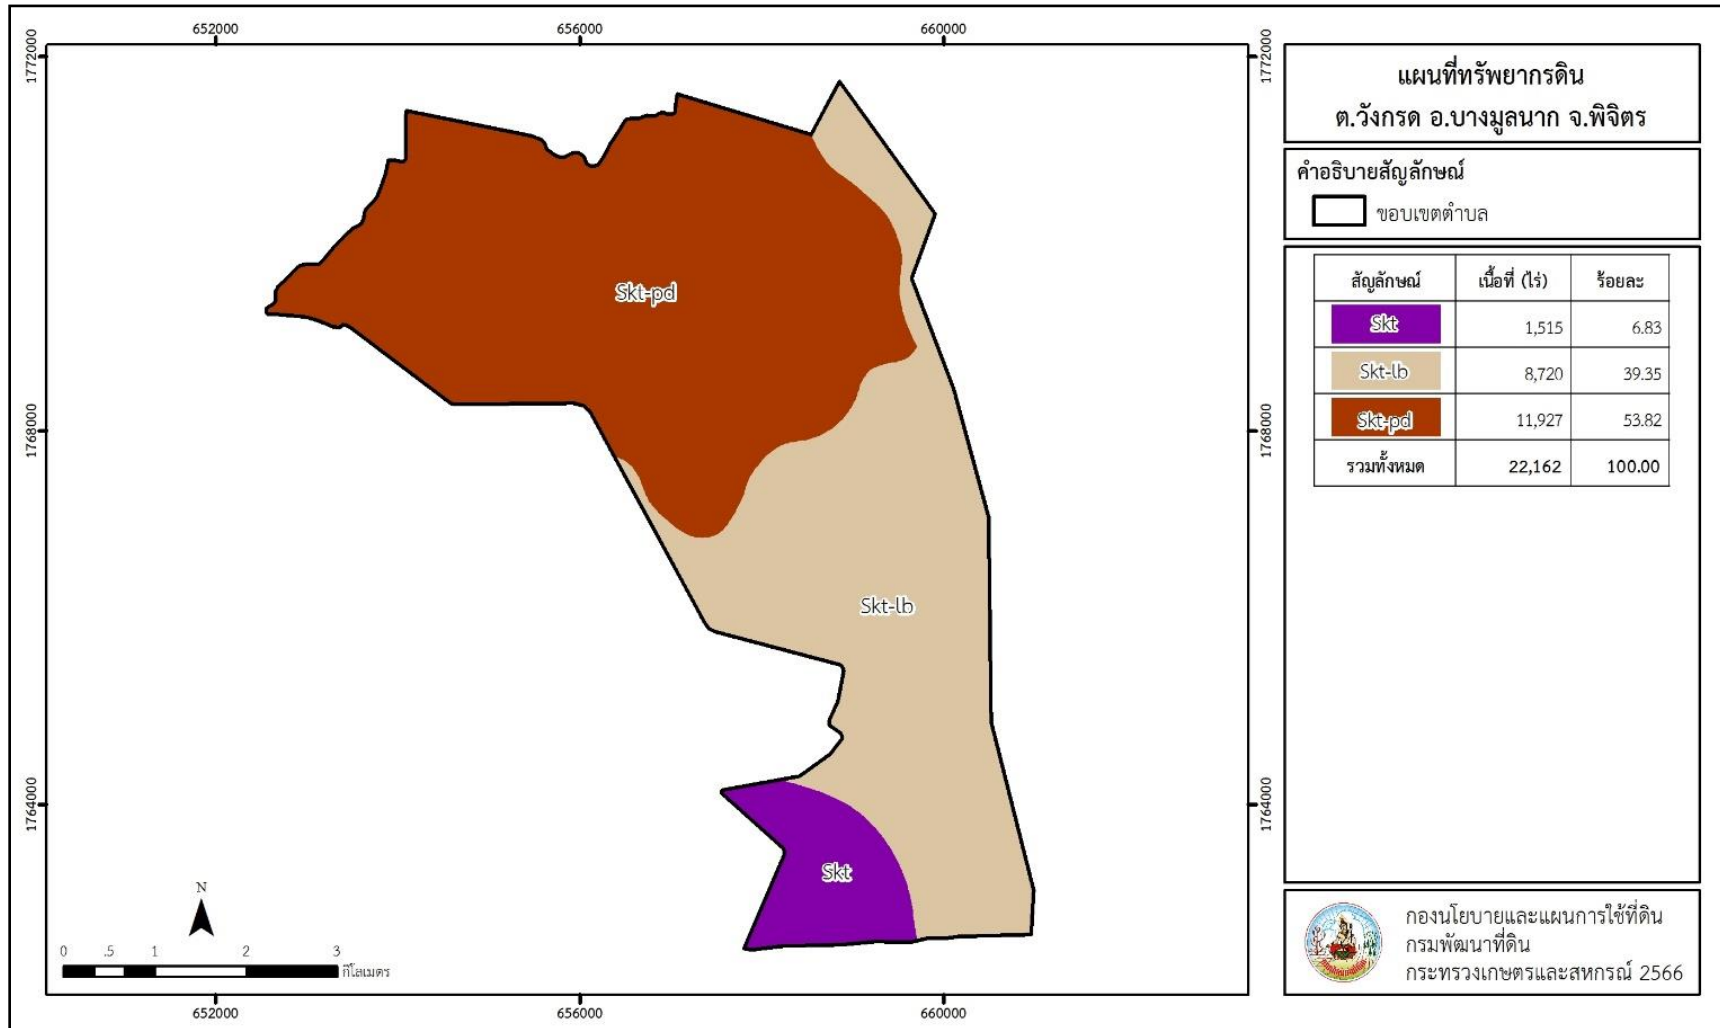 652000
656000
660000
1772000
1772000
1768000
1768000
1764000
1764000
Skt-pd
Skt-lb
Skt
N
0 .5 1 2 3
กิโลเมตร
652000
656000
660000
แผนที่ทรัพยากรดิน
ต.วังกรด อ.บางมูลนาก จ.พิจิตร
คำอธิบายสัญลักษณ์
ขอบเขตตำบล
สัญลักษณ์ เนื้อที่ (ไร่) ร้อยละ
Skt 1,515 6.83
Skt-lb 8,720 39.35
Skt-pd 11,927 53.82
รวมทั้งหมด 22,162 100.00
กองนโยบายและแผนการใช้ที่ดิน
กรมพัฒนาที่ดิน
กระทรวงเกษตรและสหกรณ์ 2566